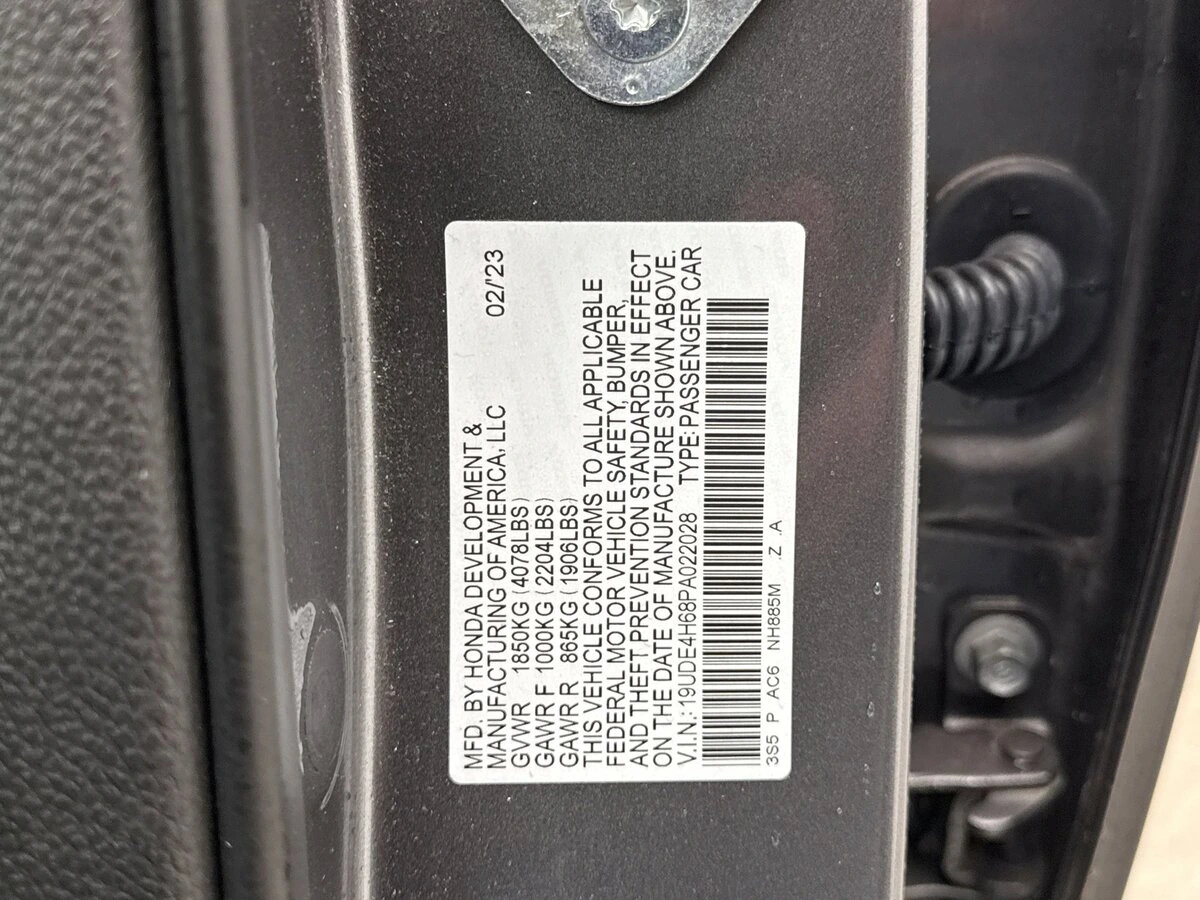 MFD. BY HONDA DEVELOPMENT &
MANUFACTURING OF AMERICA, LLC 02/'23
GVWR 1850KG (4078LBS)
GAWR F 1000KG (2204LBS)
GAWR R 865KG (1906LBS)
THIS VEHICLE CONFORMS TO ALL APPLICABLE
FEDERAL MOTOR VEHICLE SAFETY, BUMPER,
AND THEFT PREVENTION STANDARDS IN EFFECT
ON THE DATE OF MANUFACTURE SHOWN ABOVE.
V.I.N.: 19UDE4H68PA022028 TYPE: PASSENGER CAR
3S5 P AC6 NH885M .Z .A